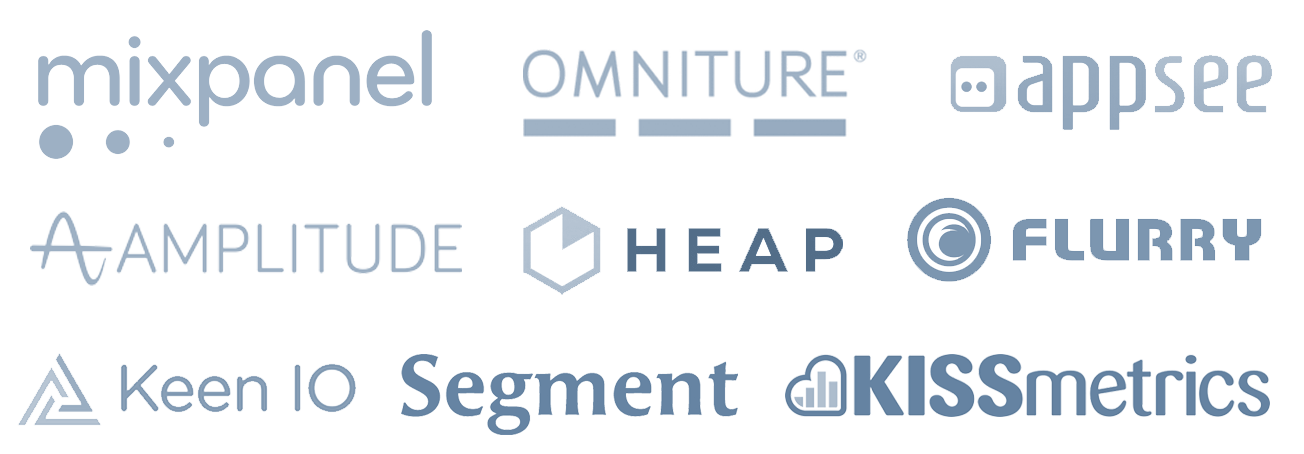 mixpanel
OMNITURE®
appsee
AMPLITUDE
HEAP
FLURRY
Keen IO
Segment
KISSmetrics